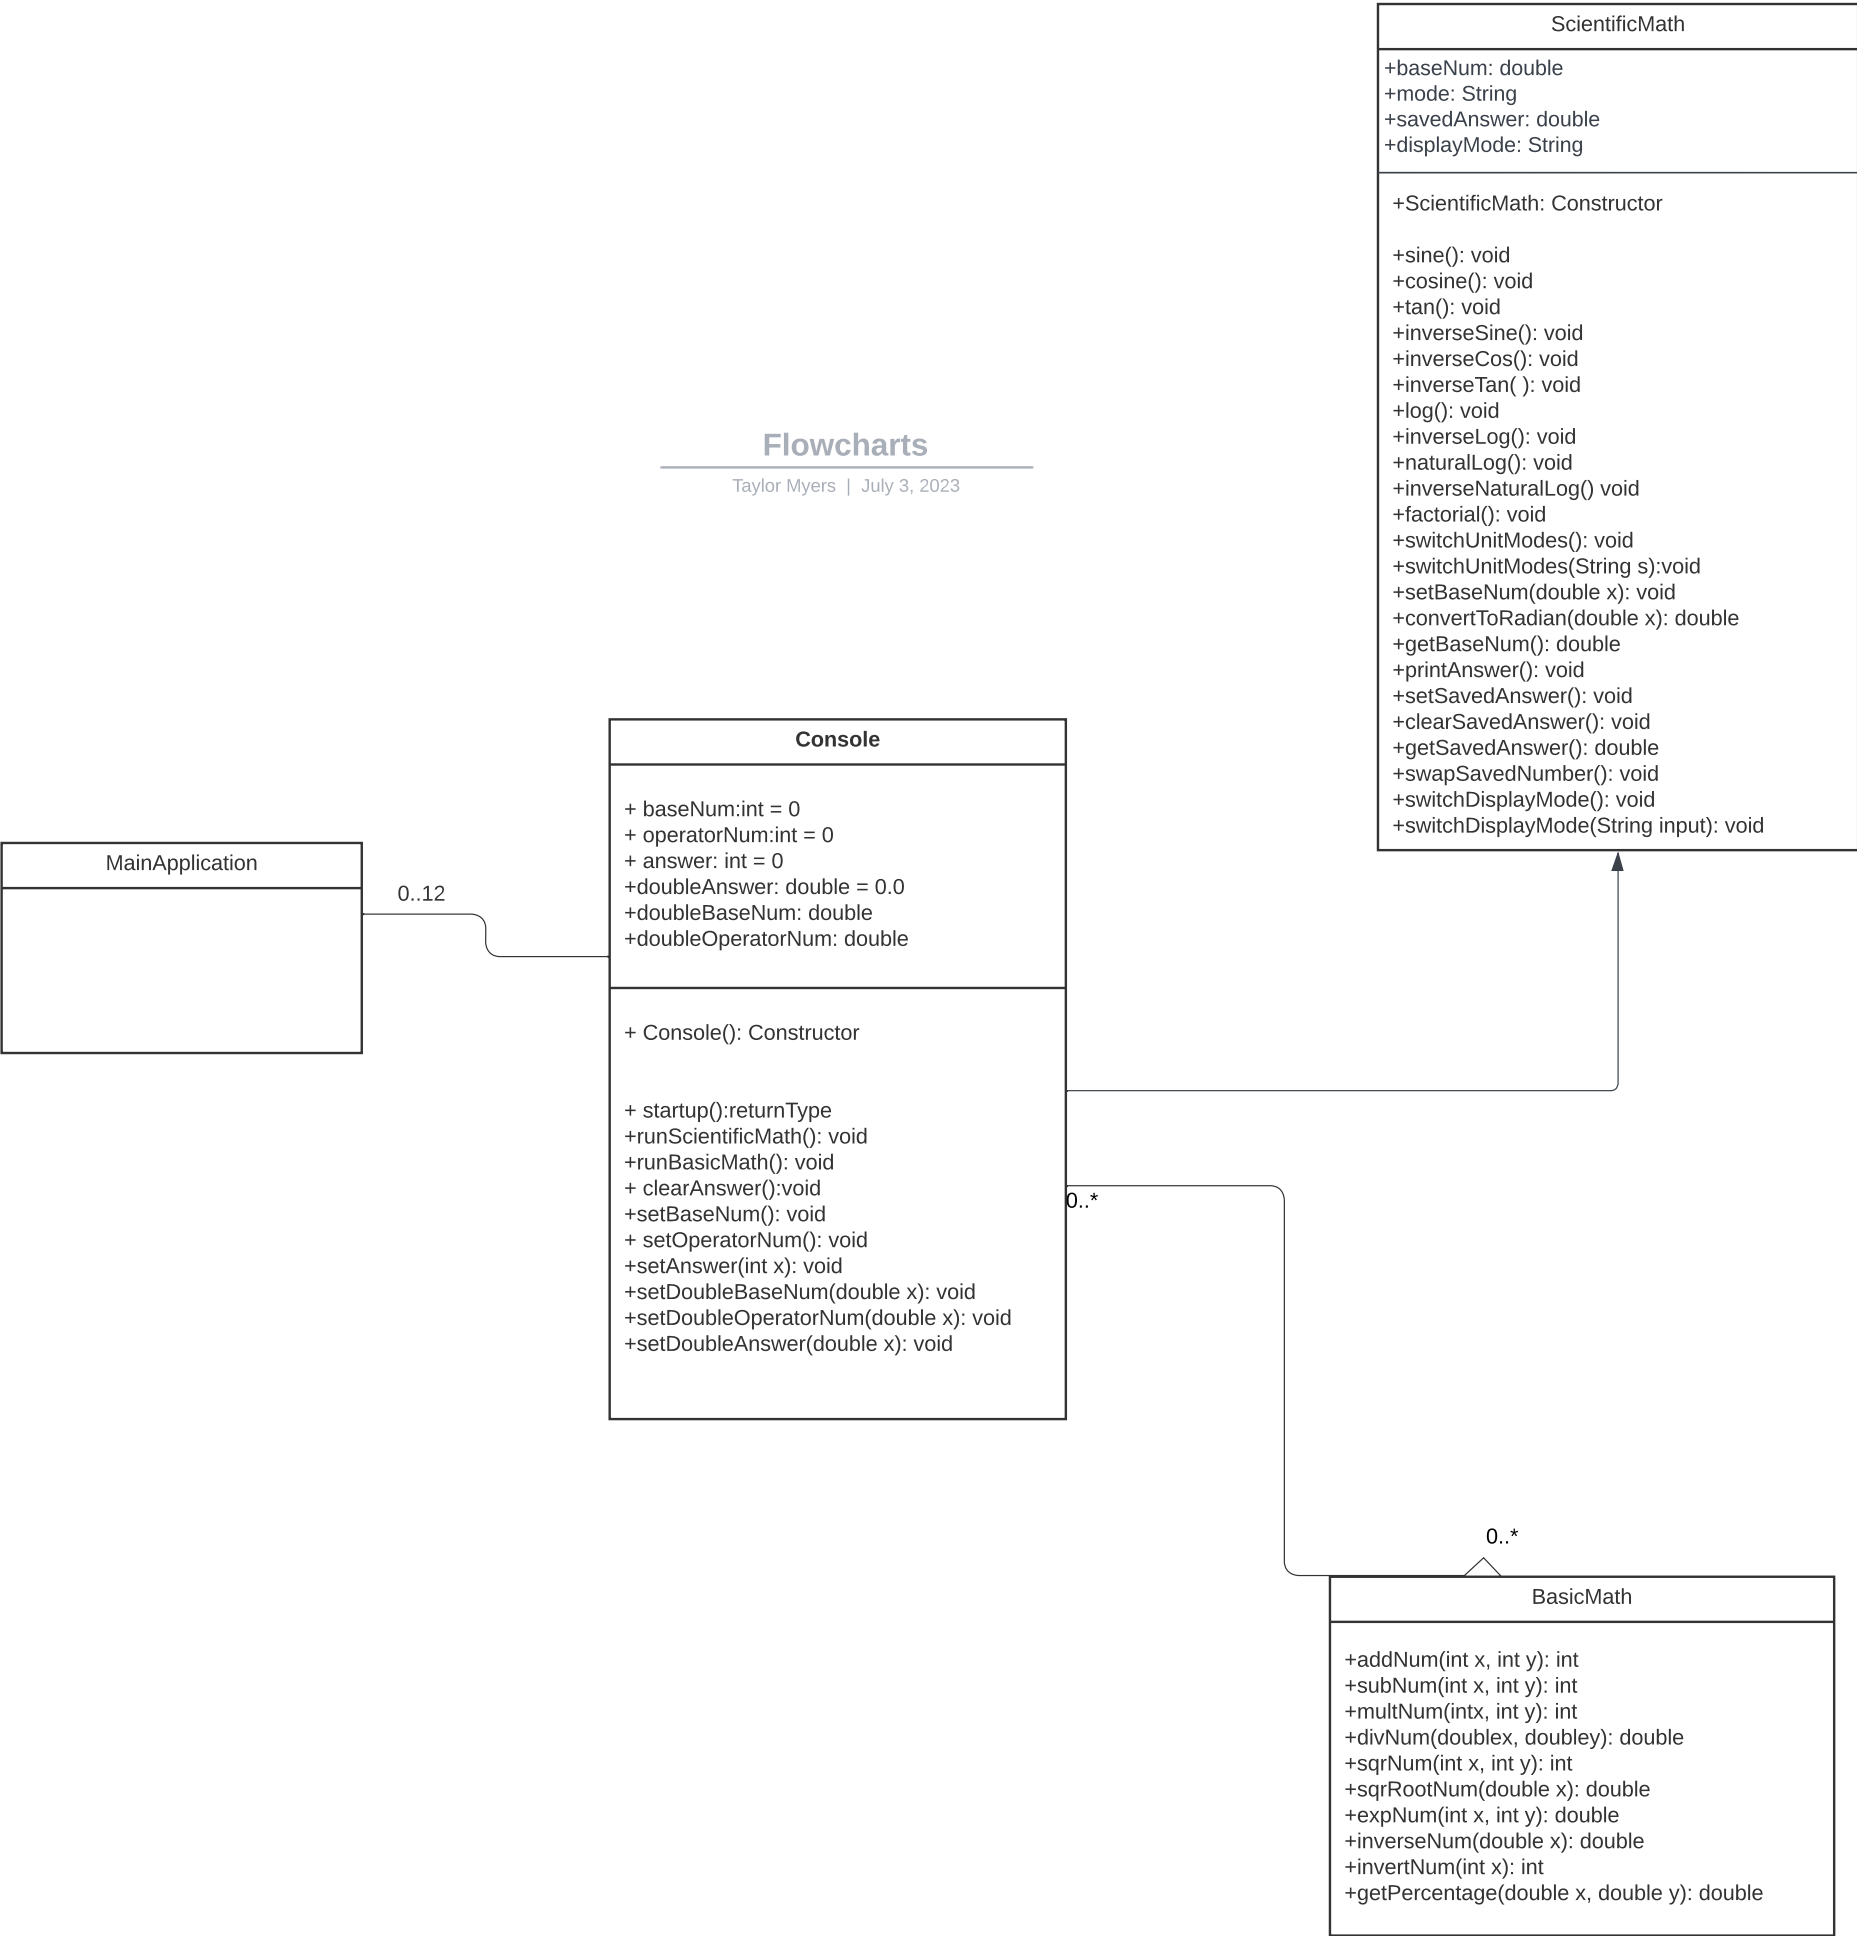 ScientificMath
+baseNum: double
+mode: String
+savedAnswer: double
+displayMode: String
+ScientificMath: Constructor
+sine(): void
+cosine(): void
+tan(): void
+inverseSine(): void
+inverseCos(): void
+inverseTan( ): void
+log(): void
+inverseLog(): void
+naturalLog(): void
+inverseNaturalLog() void
+factorial(): void
+switchUnitModes(): void
+switchUnitModes(String s):void
+setBaseNum(double x): void
+convertToRadian(double x): double
+getBaseNum(): double
+printAnswer(): void
+setSavedAnswer(): void
+clearSavedAnswer(): void
+getSavedAnswer(): double
+swapSavedNumber(): void
+switchDisplayMode(): void
+switchDisplayMode(String input): void
Flowcharts
Taylor Myers | July 3, 2023
MainApplication
0..12
Console
+ baseNum:int = 0
+ operatorNum:int = 0
+ answer: int = 0
+doubleAnswer: double = 0.0
+doubleBaseNum: double
+doubleOperatorNum: double
+ Console(): Constructor
+ startup():returnType
+runScientificMath(): void
+runBasicMath(): void
+ clearAnswer():void
+setBaseNum(): void
+ setOperatorNum(): void
+setAnswer(int x): void
+setDoubleBaseNum(double x): void
+setDoubleOperatorNum(double x): void
+setDoubleAnswer(double x): void
0..*
0..*
BasicMath
+addNum(int x, int y): int
+subNum(int x, int y): int
+multNum(intx, int y): int
+divNum(doublex, doubley): double
+sqrNum(int x, int y): int
+sqrRootNum(double x): double
+expNum(int x, int y): double
+inverseNum(double x): double
+invertNum(int x): int
+getPercentage(double x, double y): double